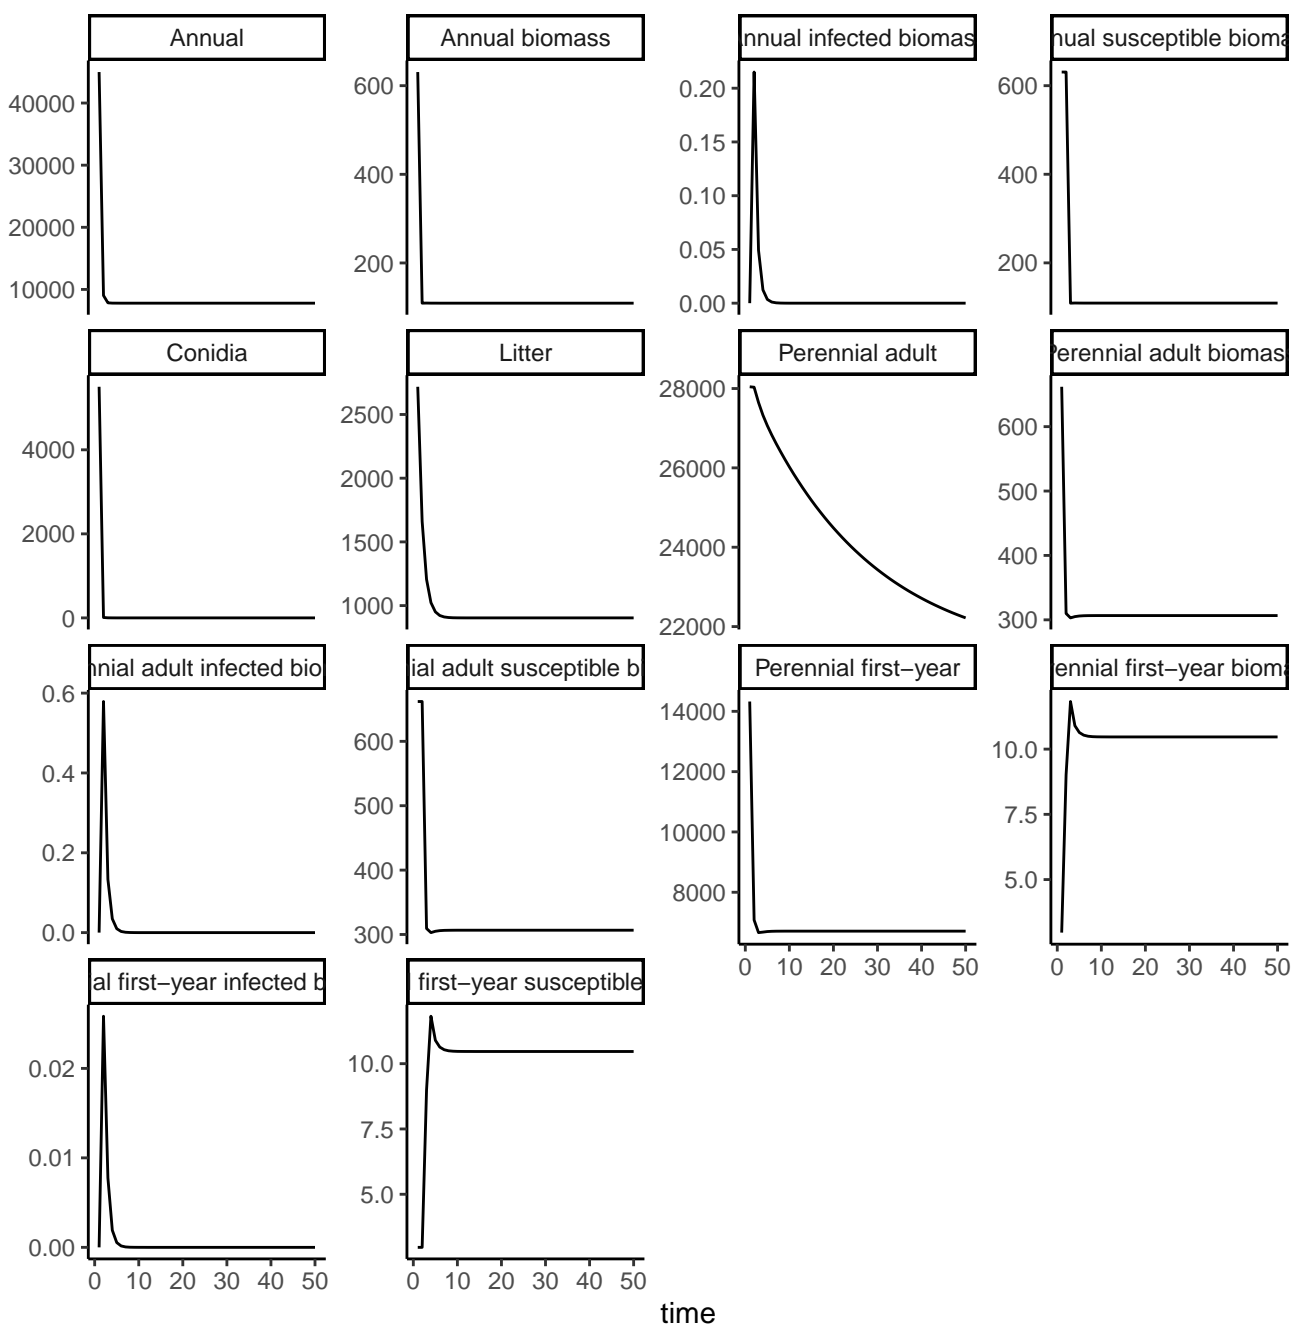 Annual
Annual biomass
nnual infected biomas
nual susceptible bioma
40000
30000
20000
10000
600
400
200
0.20
0.15
0.10
0.05
0.00
600
400
200
Conidia
Litter
Perennial adult
Perennial adult biomas
4000
2000
0
2500
2000
1500
1000
28000
26000
24000
22000
600
500
400
300
nnial adult infected bio
ial adult susceptible b
Perennial first–year
ennial first–year bioma
0.6
0.4
0.2
0.0
600
500
400
300
14000
12000
10000
8000
10.0
7.5
5.0
0 10 20 30 40 50
0 10 20 30 40 50
al first–year infected b
first–year susceptible
0.02
0.01
0.00
10.0
7.5
5.0
0 10 20 30 40 50
0 10 20 30 40 50
time